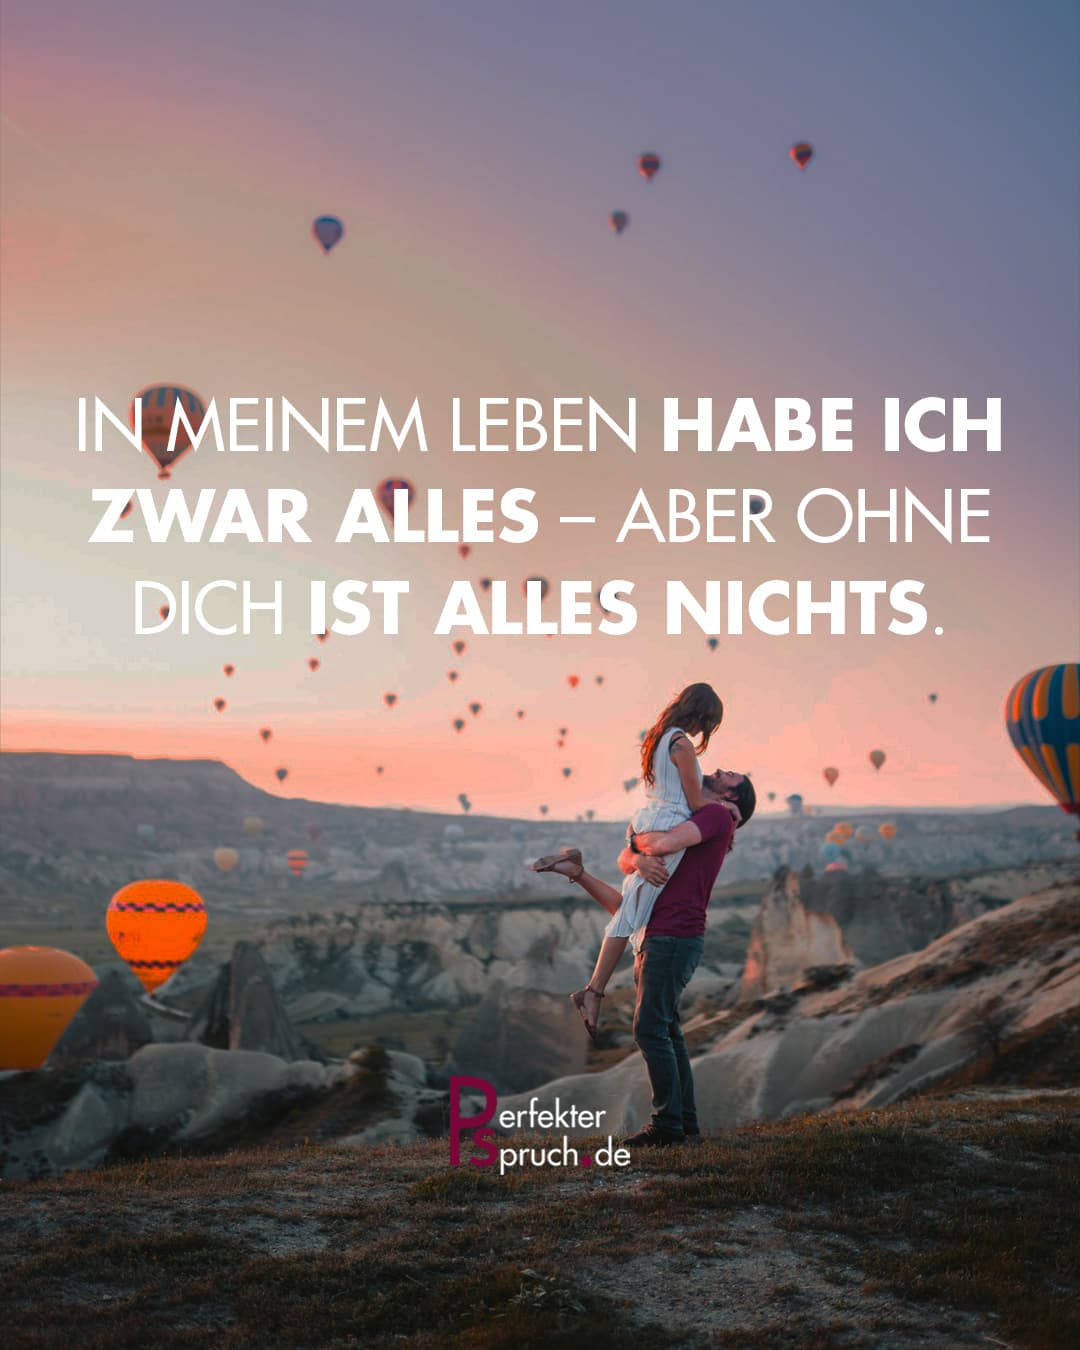 IN MEINEM LEBEN HABE ICH
ZWAR ALLES – ABER OHNE
DICH IST ALLES NICHTS.
Perfekter
Spruch.de